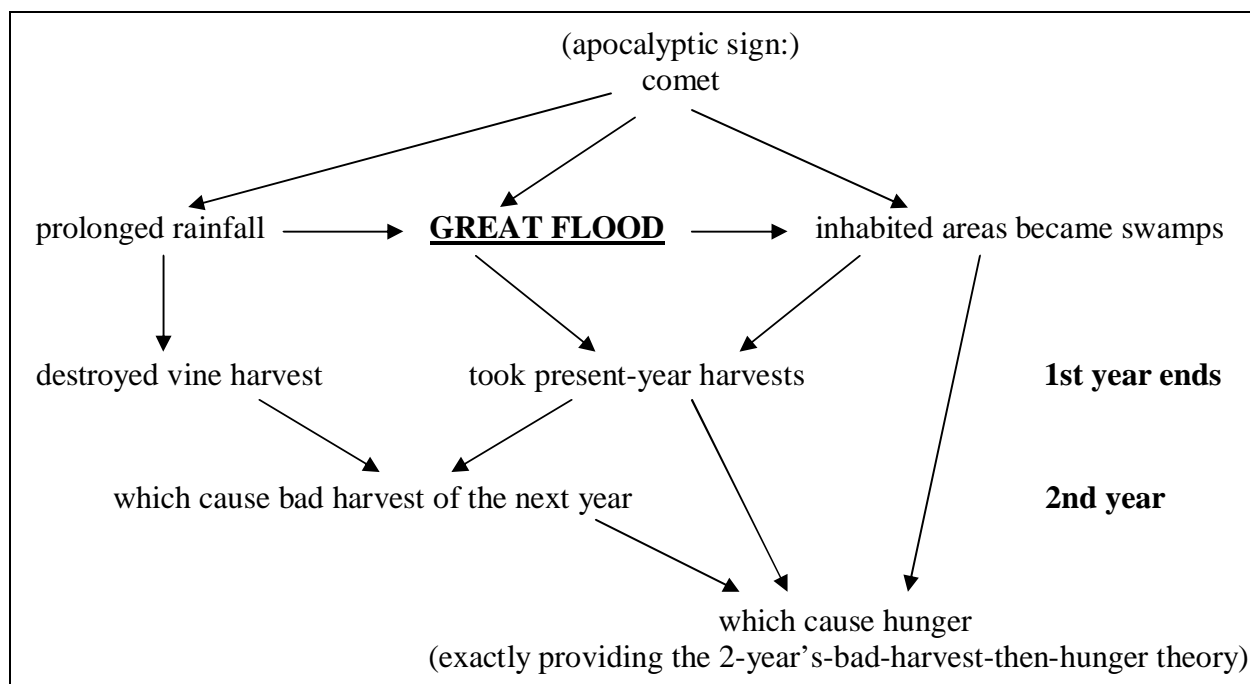 (apocalyptic sign:)
comet
prolonged rainfall GREAT FLOOD inhabited areas became swamps
destroyed vine harvest took present-year harvests 1st year ends
which cause bad harvest of the next year 2nd year
which cause hunger
(exactly providing the 2-year’s-bad-harvest-then-hunger theory)